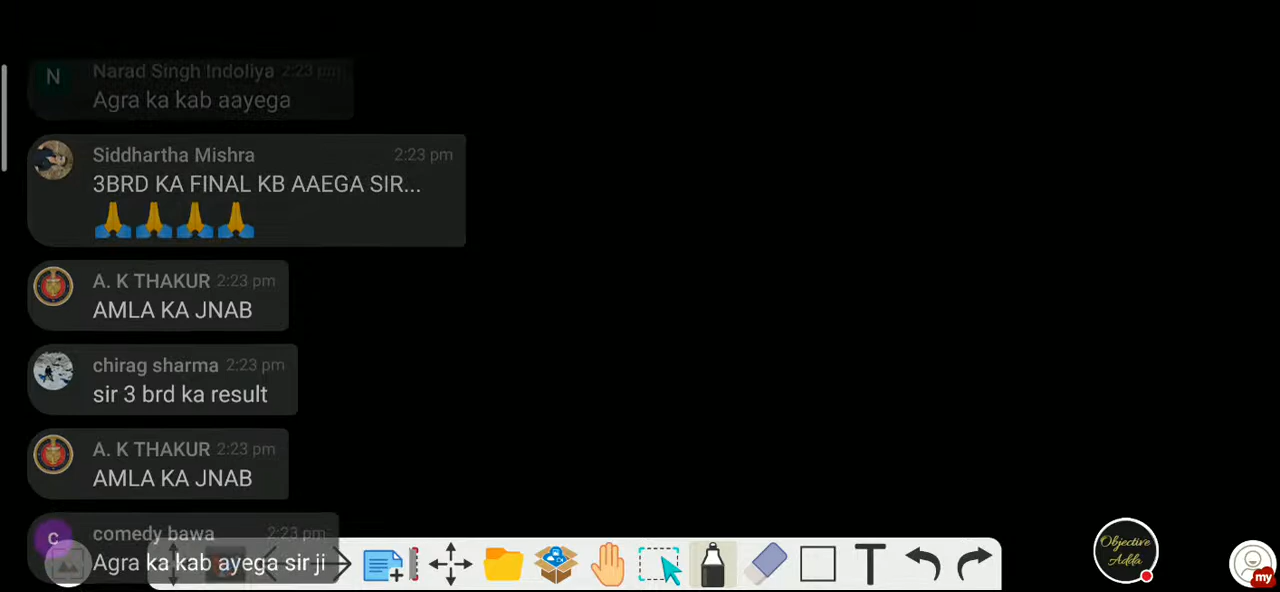 N
Narad Singh Indoliya 2:23 pm
Agra ka kab aayega
Siddhartha Mishra 2:23 pm
3BRD KA FINAL KB AAEGA SIR...
🙏🙏🙏🙏
A. K THAKUR 2:23 pm
AMLA KA JNAB
chirag sharma 2:23 pm
sir 3 brd ka result
A. K THAKUR 2:23 pm
AMLA KA JNAB
c
comedy bawa 2:23 pm
Agra ka kab ayega sir ji
T
Objective
Adda
my